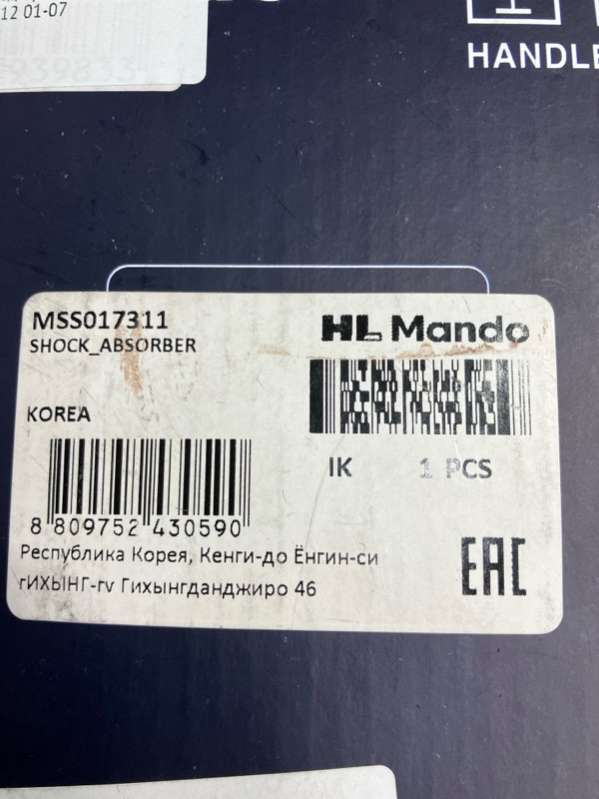 12 01-07
HANDLE
MSS017311
SHOCK_ABSORBER
HL Mando
KOREA
IK 1 PCS
8 809752 430590
Республика Корея, Кенги-до Ёнгин-си
гИХЫНГ-rv Гихынгданджиро 46
EAC